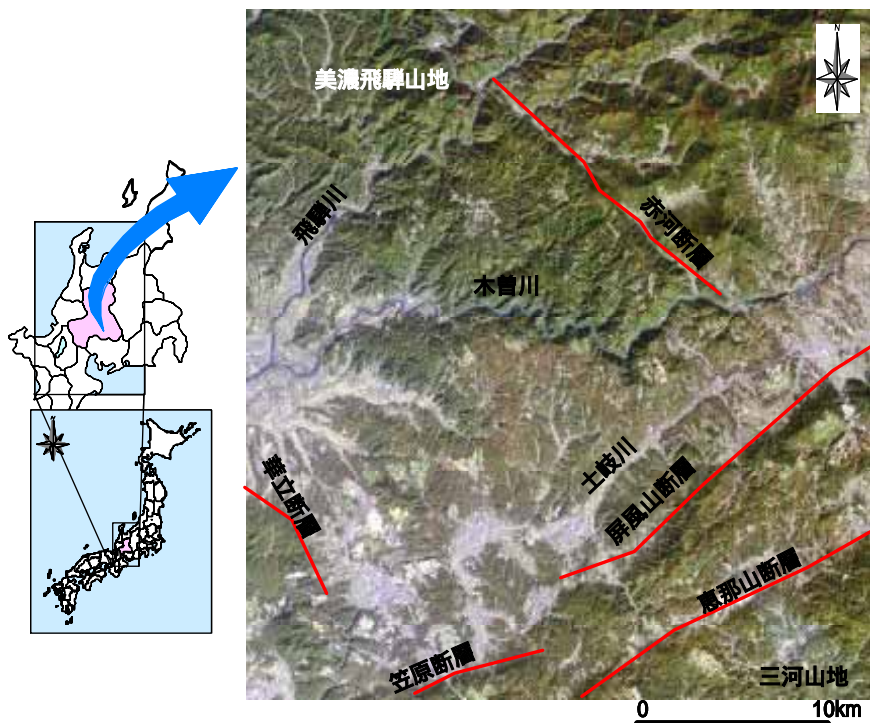 N
美濃飛騨山地
飛騨川
赤河断層
木曽川
土岐川
華立断層
屏風山断層
恵那山断層
笠原断層
三河山地
0 10km